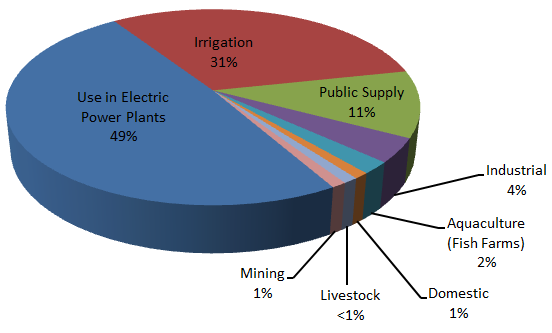 Irrigation
31%
Use in Electric
Power Plants
49%
Public Supply
11%
Industrial
4%
Aquaculture
(Fish Farms)
2%
Domestic
1%
Livestock
<1%
Mining
1%